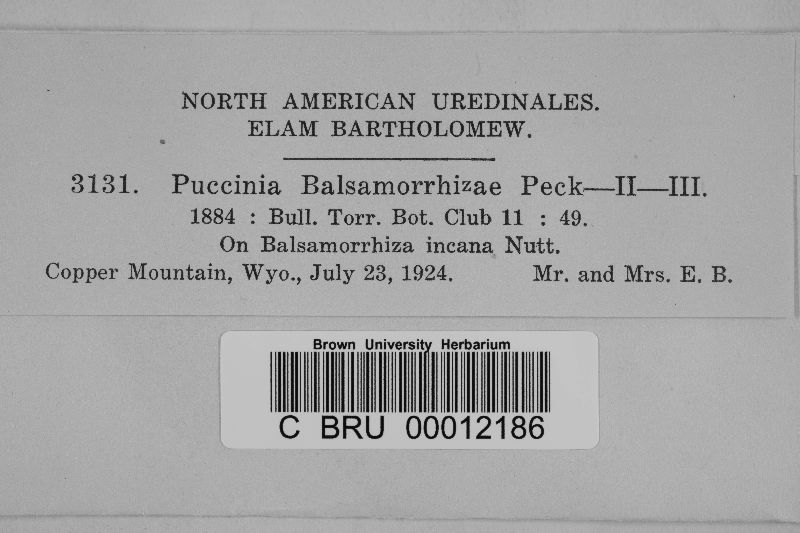 NORTH AMERICAN UREDINALES.
ELAM BARTHOLOMEW.
3131. Puccinia Balsamorrhizae Peck—II—III.
1884 : Bull. Torr. Bot. Club 11 : 49.
On Balsamorrhiza incana Nutt.
Copper Mountain, Wyo., July 23, 1924. Mr. and Mrs. E. B.
Brown University Herbarium
C BRU 00012186